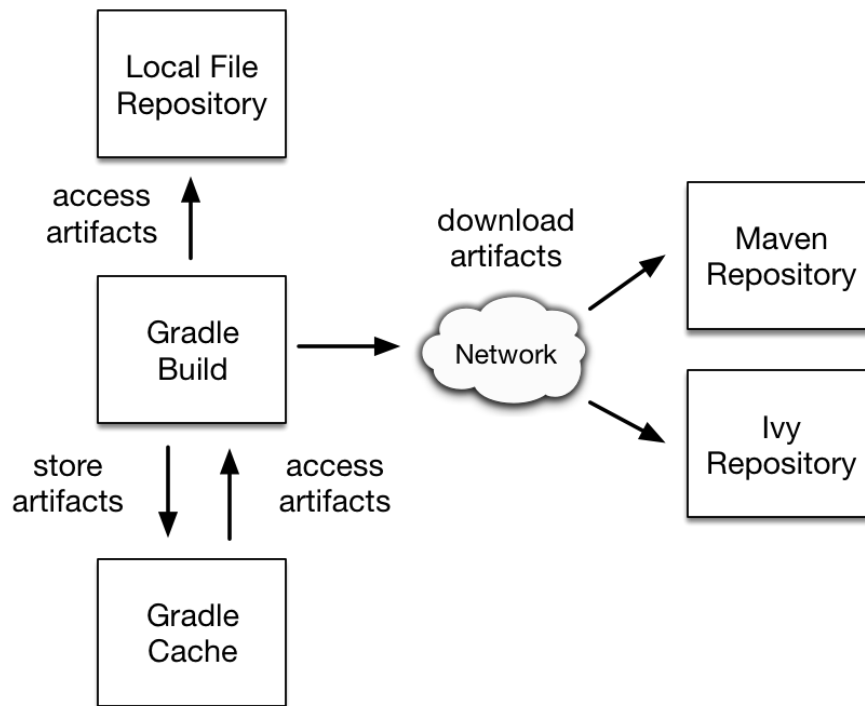 Local File
Repository
access
artifacts
download
artifacts
Maven
Repository
Gradle
Build
Network
Ivy
Repository
store
artifacts
access
artifacts
Gradle
Cache